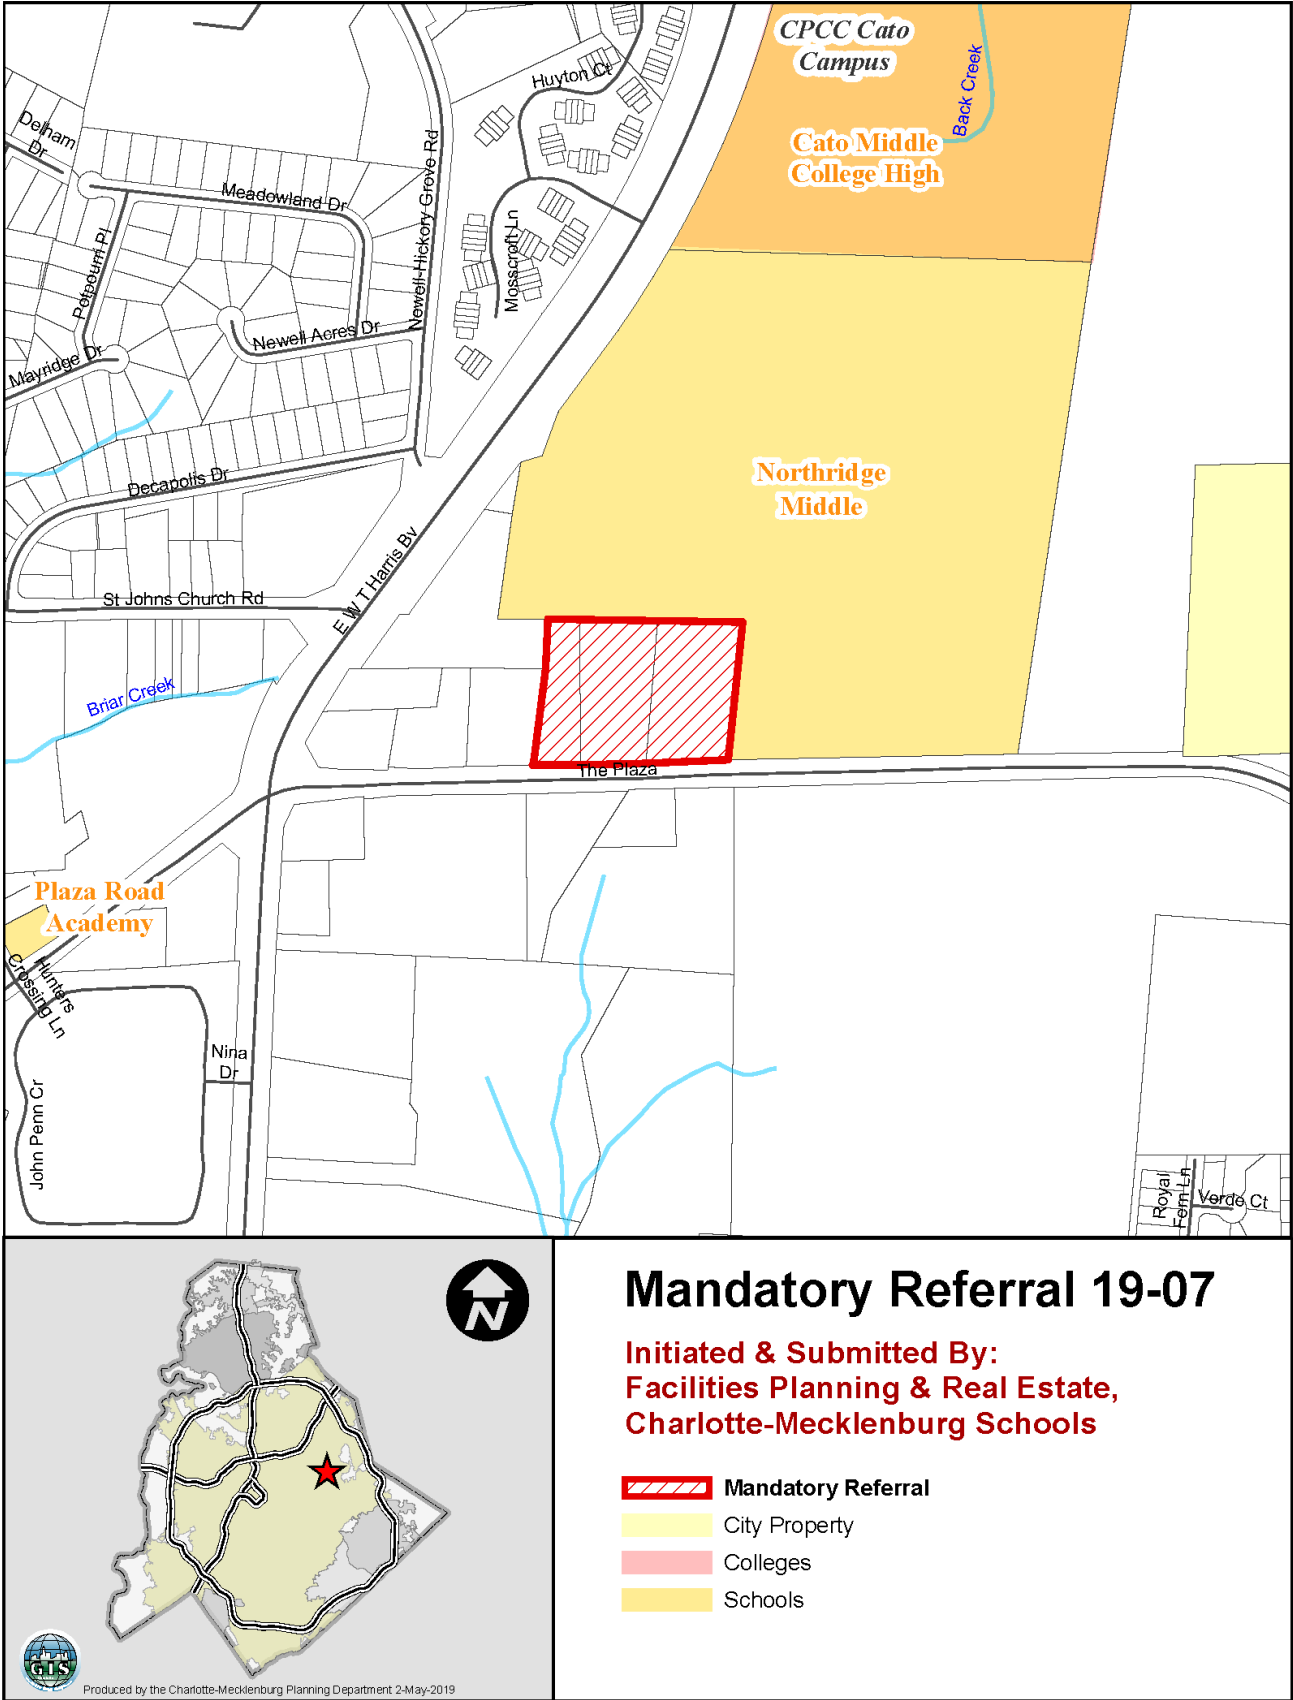 CPCC Cato
Campus
Back Creek
Cato Middle
College High
Huyton Ct
Delham
Dr
Meadowland Dr
Newell-Hickory Grove Rd
Potpourri Pl
Mosscroft Ln
Newell Acres Dr
Mayridge Dr
Northridge
Middle
Decapolis Dr
E W T Harris Bv
St Johns Church Rd
Briar Creek
The Plaza
Plaza Road
Academy
Hunters
Crossing Ln
Nina
Dr
John Penn Cr
Royal
Fern Ln
Verde Ct
N
Mandatory Referral 19-07
Initiated & Submitted By:
Facilities Planning & Real Estate,
Charlotte-Mecklenburg Schools
Mandatory Referral
City Property
Colleges
Schools
GIS
Produced by the Charlotte-Mecklenburg Planning Department 2-May-2019